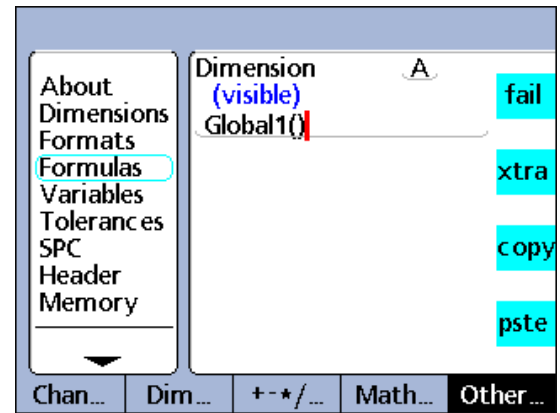 About
Dimensions
Formats
Formulas
Variables
Tolerances
SPC
Header
Memory
Dimension A
(visible)
Global1()
fail
xtra
copy
pste
Chan... Dim... +-*/... Math... Other...